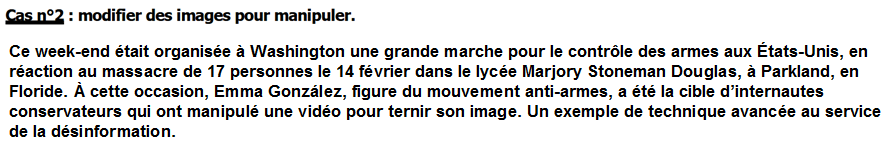 Cas n°2 : modifier des images pour manipuler.
Ce week-end était organisée à Washington une grande marche pour le contrôle des armes aux États-Unis, en
réaction au massacre de 17 personnes le 14 février dans le lycée Marjory Stoneman Douglas, à Parkland, en
Floride. À cette occasion, Emma González, figure du mouvement anti-armes, a été la cible d'internautes
conservateurs qui ont manipulé une vidéo pour ternir son image. Un exemple de technique avancée au service
de la désinformation.